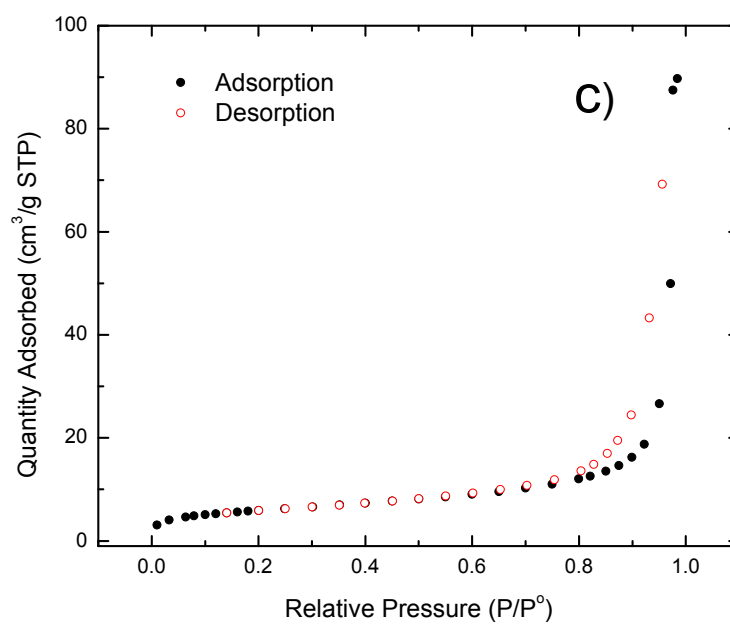 100
80
60
40
20
0
Quantity Adsorbed (cm³/g STP)
Adsorption
Desorption
c)
0.0 0.2 0.4 0.6 0.8 1.0
Relative Pressure (P/P⁰)